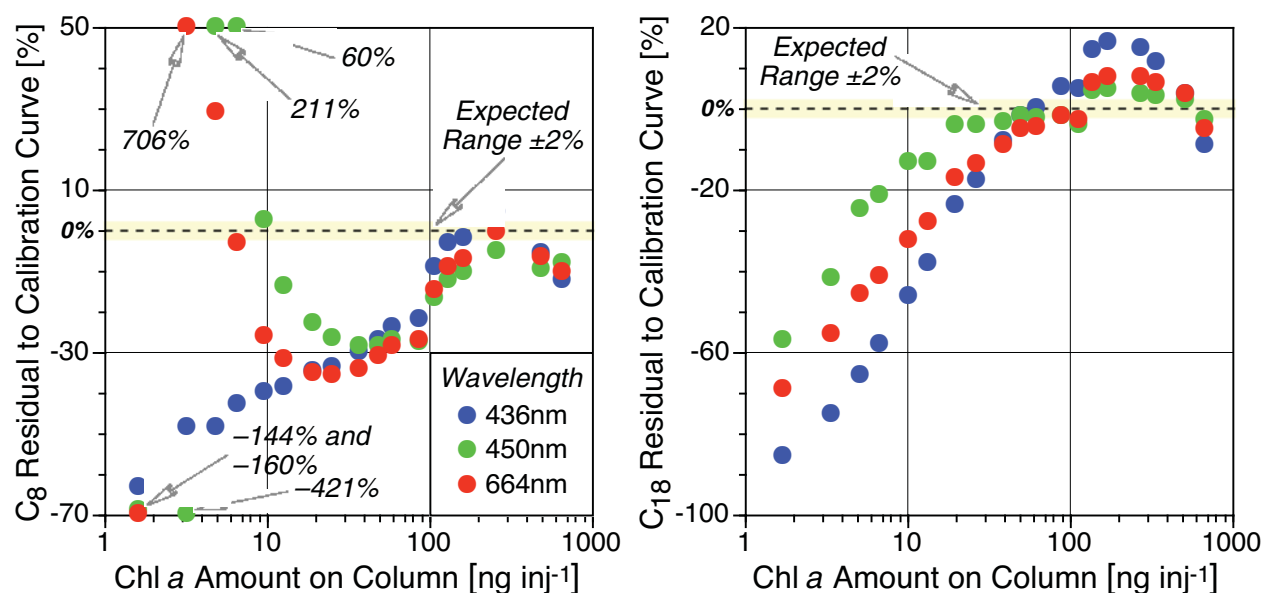 C8 Residual to Calibration Curve [%]
50
10
0%
-30
-70
60%
211%
706%
Expected
Range ±2%
–144% and
–160%
–421%
Wavelength
436nm
450nm
664nm
1 10 100 1000
Chl a Amount on Column [ng inj-1]
C18 Residual to Calibration Curve [%]
20
0%
-20
-60
-100
Expected
Range ±2%
1 10 100 1000
Chl a Amount on Column [ng inj-1]